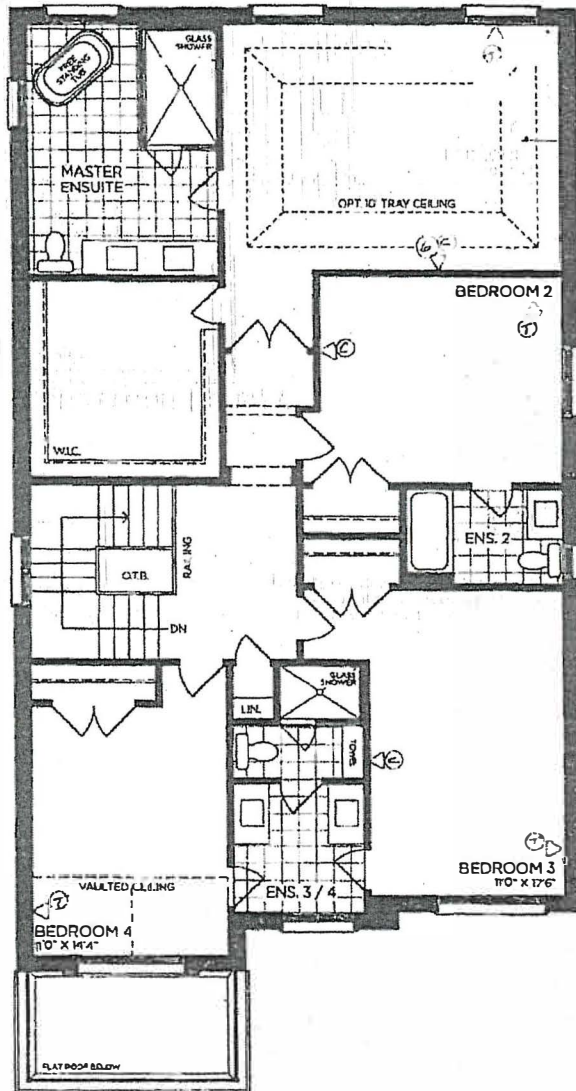 GLASS
SHOWER
FREE
STANDING
TUB
MASTER
ENSUITE
OPT. 10' TRAY CEILING
BEDROOM 2
W.I.C.
ENS. 2
O.T.B.
RAILING
DN
LIN.
GLASS
SHOWER
TOWEL
VAULTED CEILING
BEDROOM 3
11'0" X 17'6"
ENS. 3 / 4
BEDROOM 4
11'0" X 14'4"
FLAT ROOF BELOW